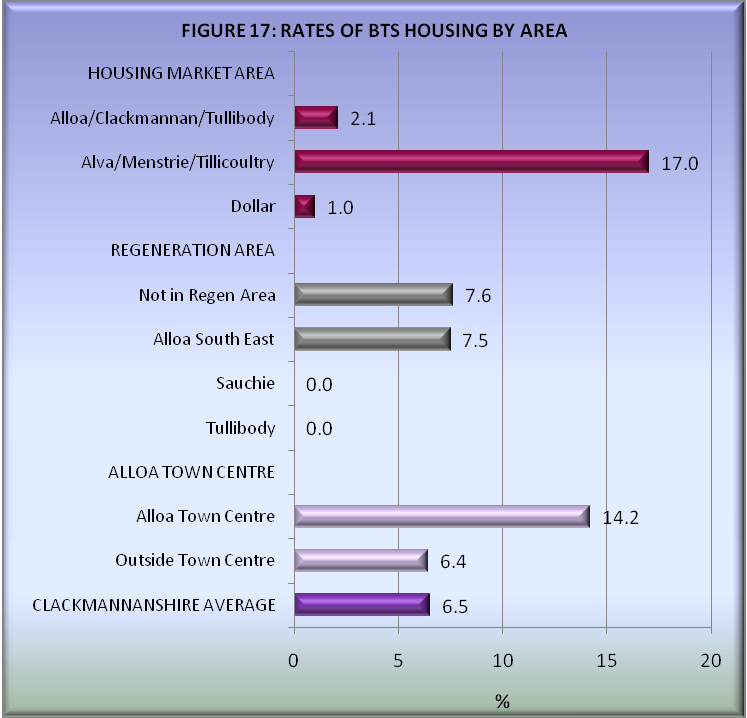 FIGURE 17: RATES OF BTS HOUSING BY AREA
HOUSING MARKET AREA
Alloa/Clackmannan/Tullibody 2.1
Alva/Menstrie/Tillicoultry 17.0
Dollar 1.0
REGENERATION AREA
Not in Regen Area 7.6
Alloa South East 7.5
Sauchie 0.0
Tullibody 0.0
ALLOA TOWN CENTRE
Alloa Town Centre 14.2
Outside Town Centre 6.4
CLACKMANNANSHIRE AVERAGE 6.5
0 5 10 15 20
%